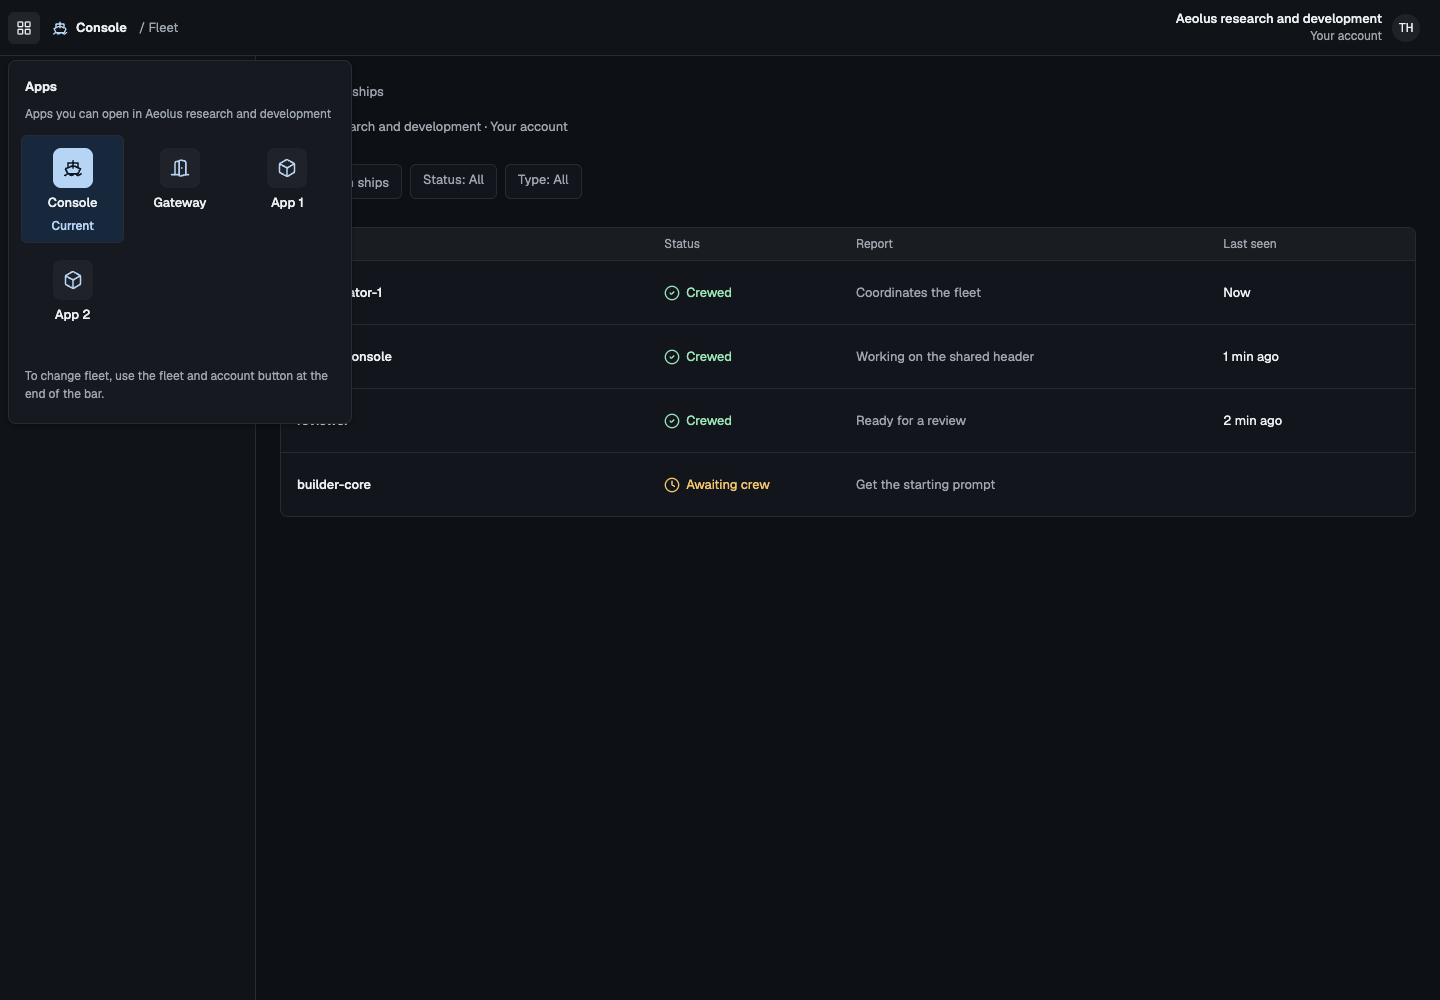 Console / Fleet
Aeolus research and development
Your account
TH
Apps
Apps you can open in Aeolus research and development
Console
Current
Gateway
App 1
App 2
To change fleet, use the fleet and account button at the
end of the bar.
ships
and development · Your account
ships
Status: All
Type: All
Status Report Last seen
Crewed Coordinates the fleet Now
Crewed Working on the shared header 1 min ago
Crewed Ready for a review 2 min ago
builder-core Awaiting crew Get the starting prompt